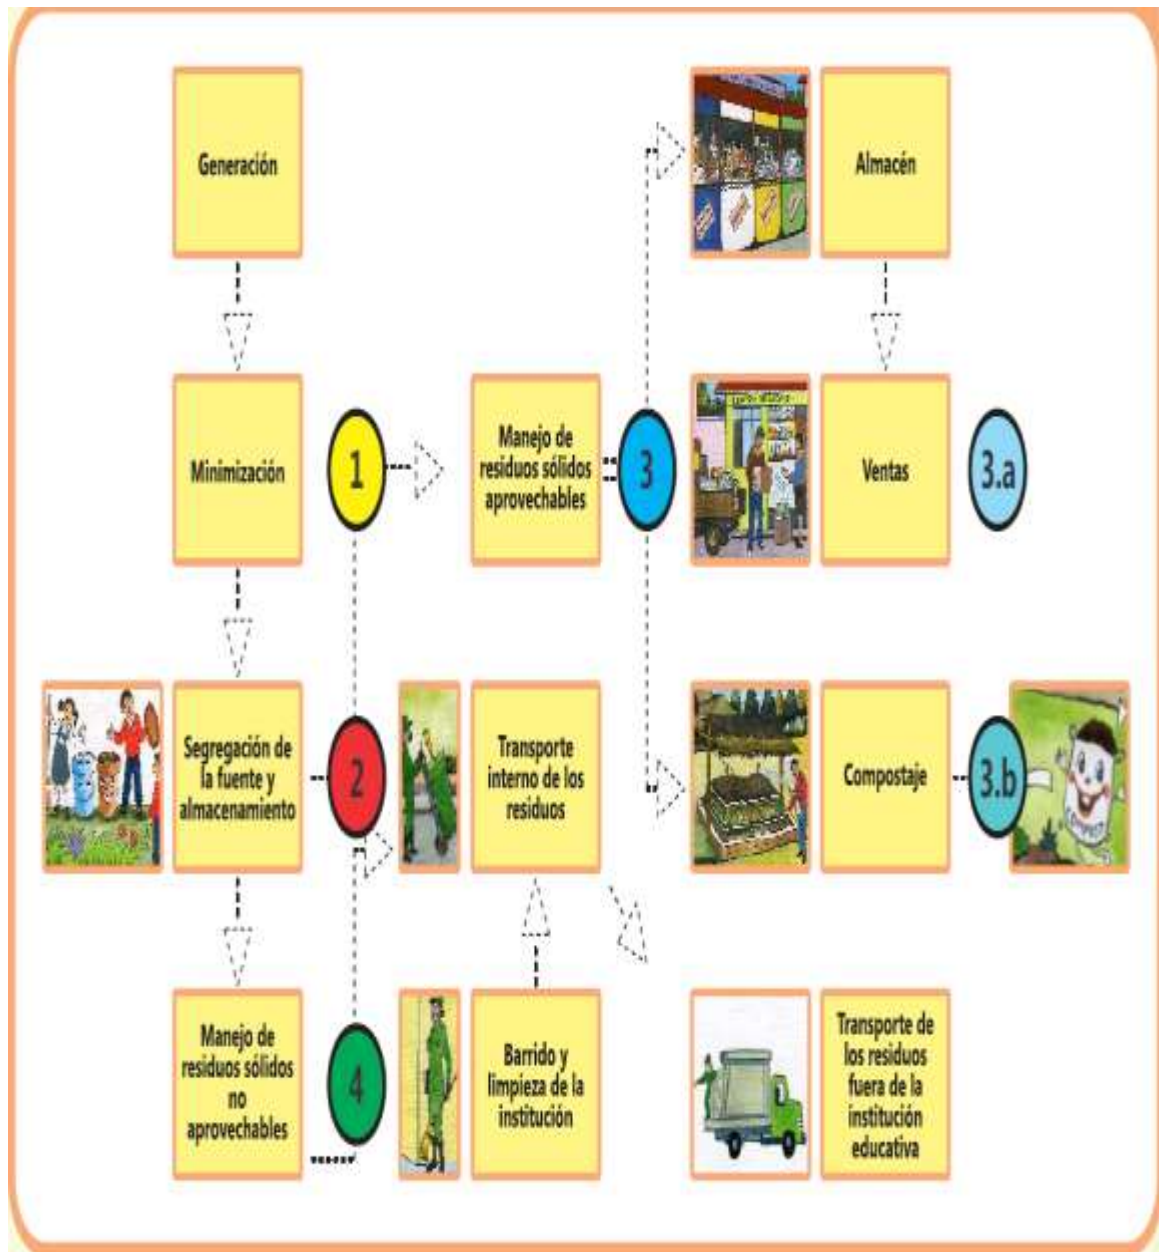 Generación
Almacén
Minimización
1
Manejo de
residuos sólidos
aprovechables
3
Ventas
3.a
Segregación de
la fuente y
almacenamiento
2
Transporte
interno de los
residuos
Compostaje
3.b
Manejo de
residuos sólidos
no
aprovechables
4
Barrido y
limpieza de la
institución
Transporte de
los residuos
fuera de la
institución
educativa